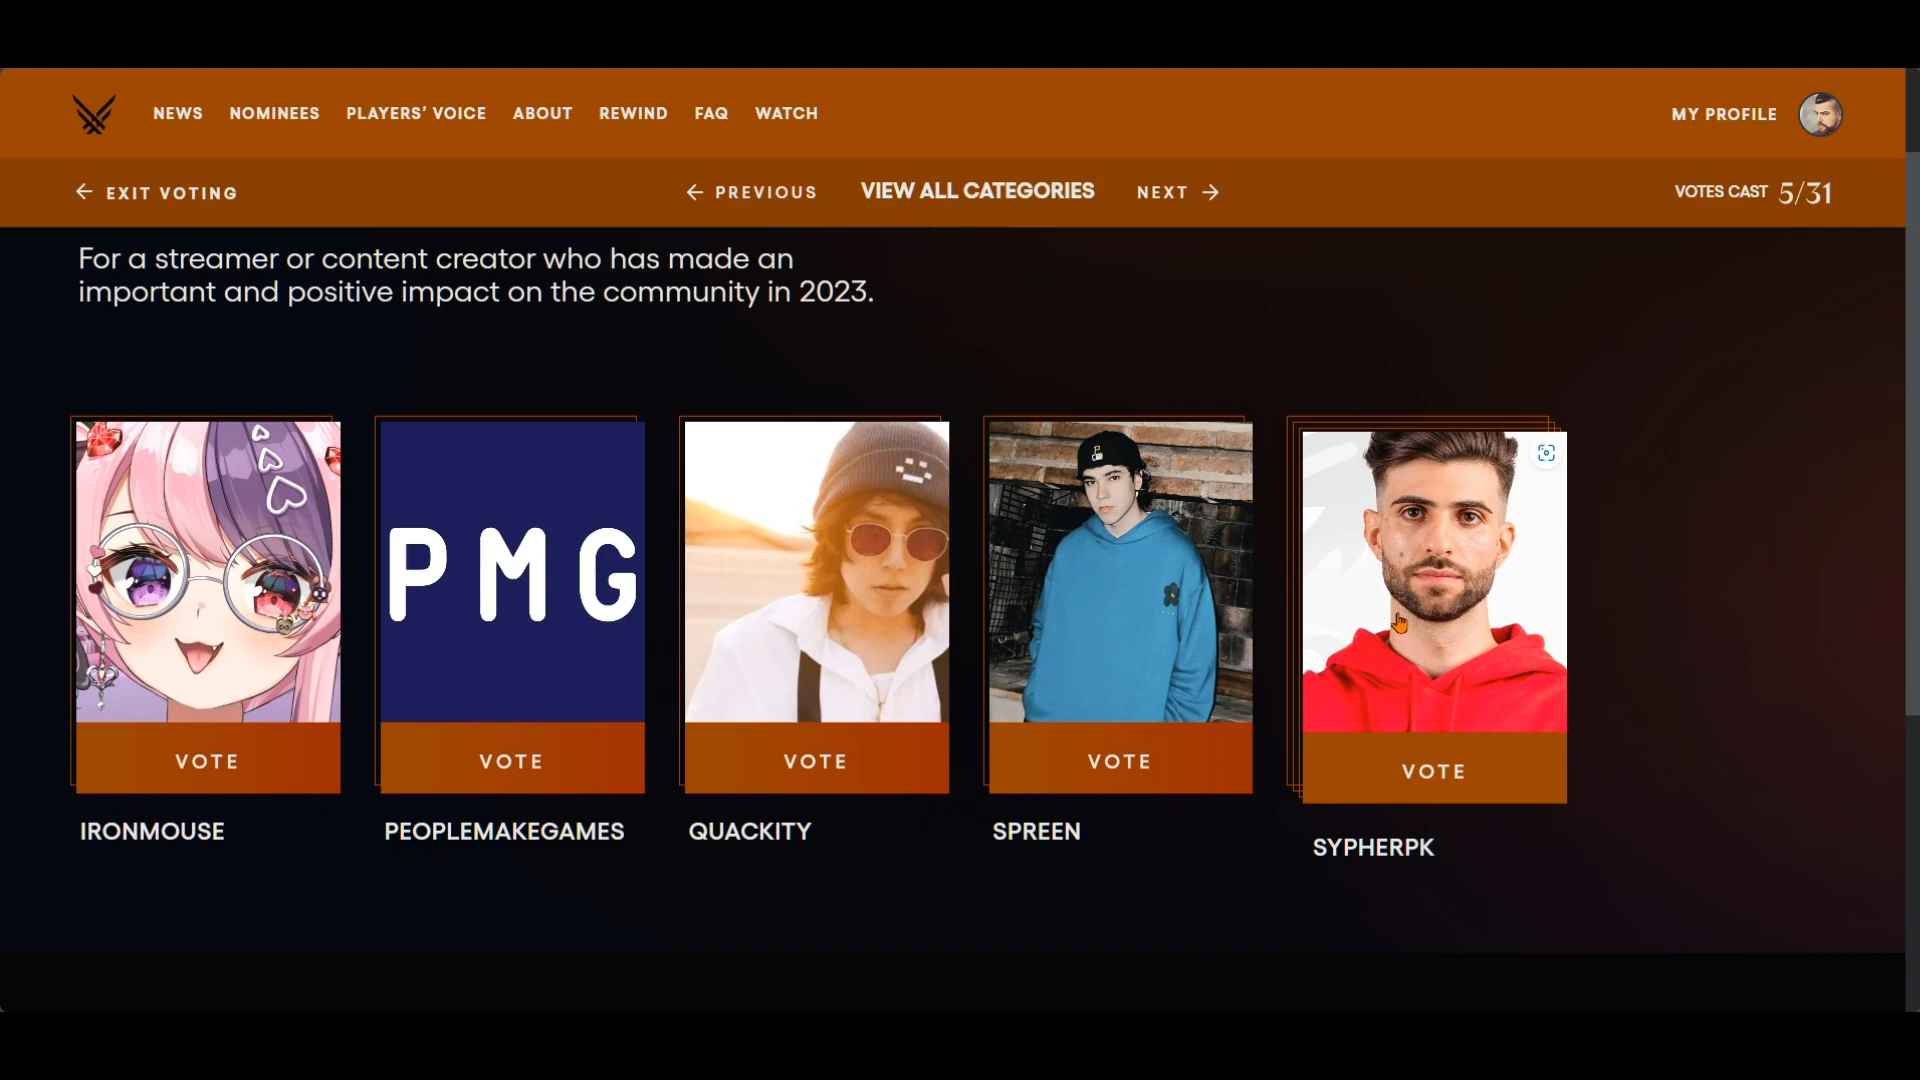 NEWS NOMINEES PLAYERS’ VOICE ABOUT REWIND FAQ WATCH MY PROFILE
EXIT VOTING PREVIOUS VIEW ALL CATEGORIES NEXT VOTES CAST 5/31
For a streamer or content creator who has made an
important and positive impact on the community in 2023.
PMG
VOTE VOTE VOTE VOTE VOTE
IRONMOUSE PEOPLEMAKEGAMES QUACKITY SPREEN SYPHERPK